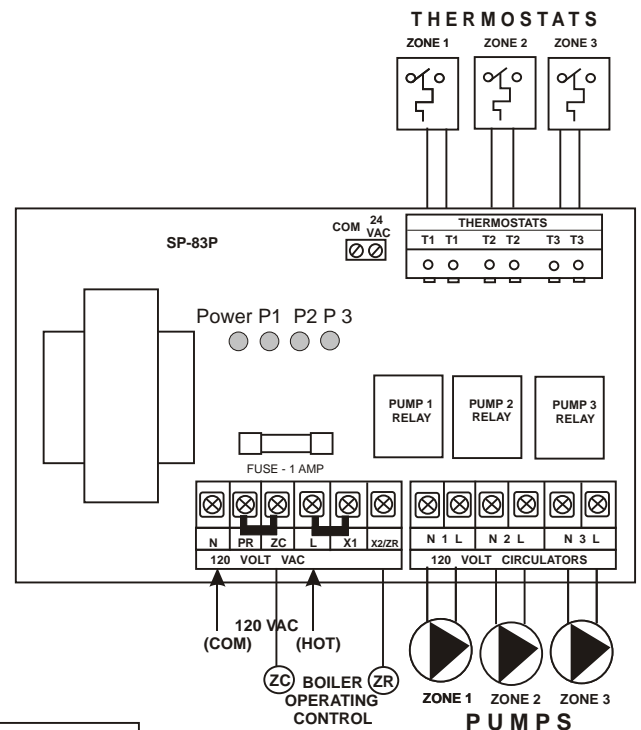 THERMOSTATS
ZONE 1 ZONE 2 ZONE 3
SP-83P
COM 24 VAC
THERMOSTATS
T1 T1 T2 T2 T3 T3
Power P1 P2 P 3
PUMP 1 RELAY
PUMP 2 RELAY
PUMP 3 RELAY
FUSE - 1 AMP
N PR ZC L X1 X2/ZR
120 VOLT VAC
N 1 L N 2 L N 3 L
120 VOLT CIRCULATORS
120 VAC
(COM) (HOT)
ZC BOILER ZR
OPERATING
CONTROL
ZONE 1 ZONE 2 ZONE 3
PUMPS